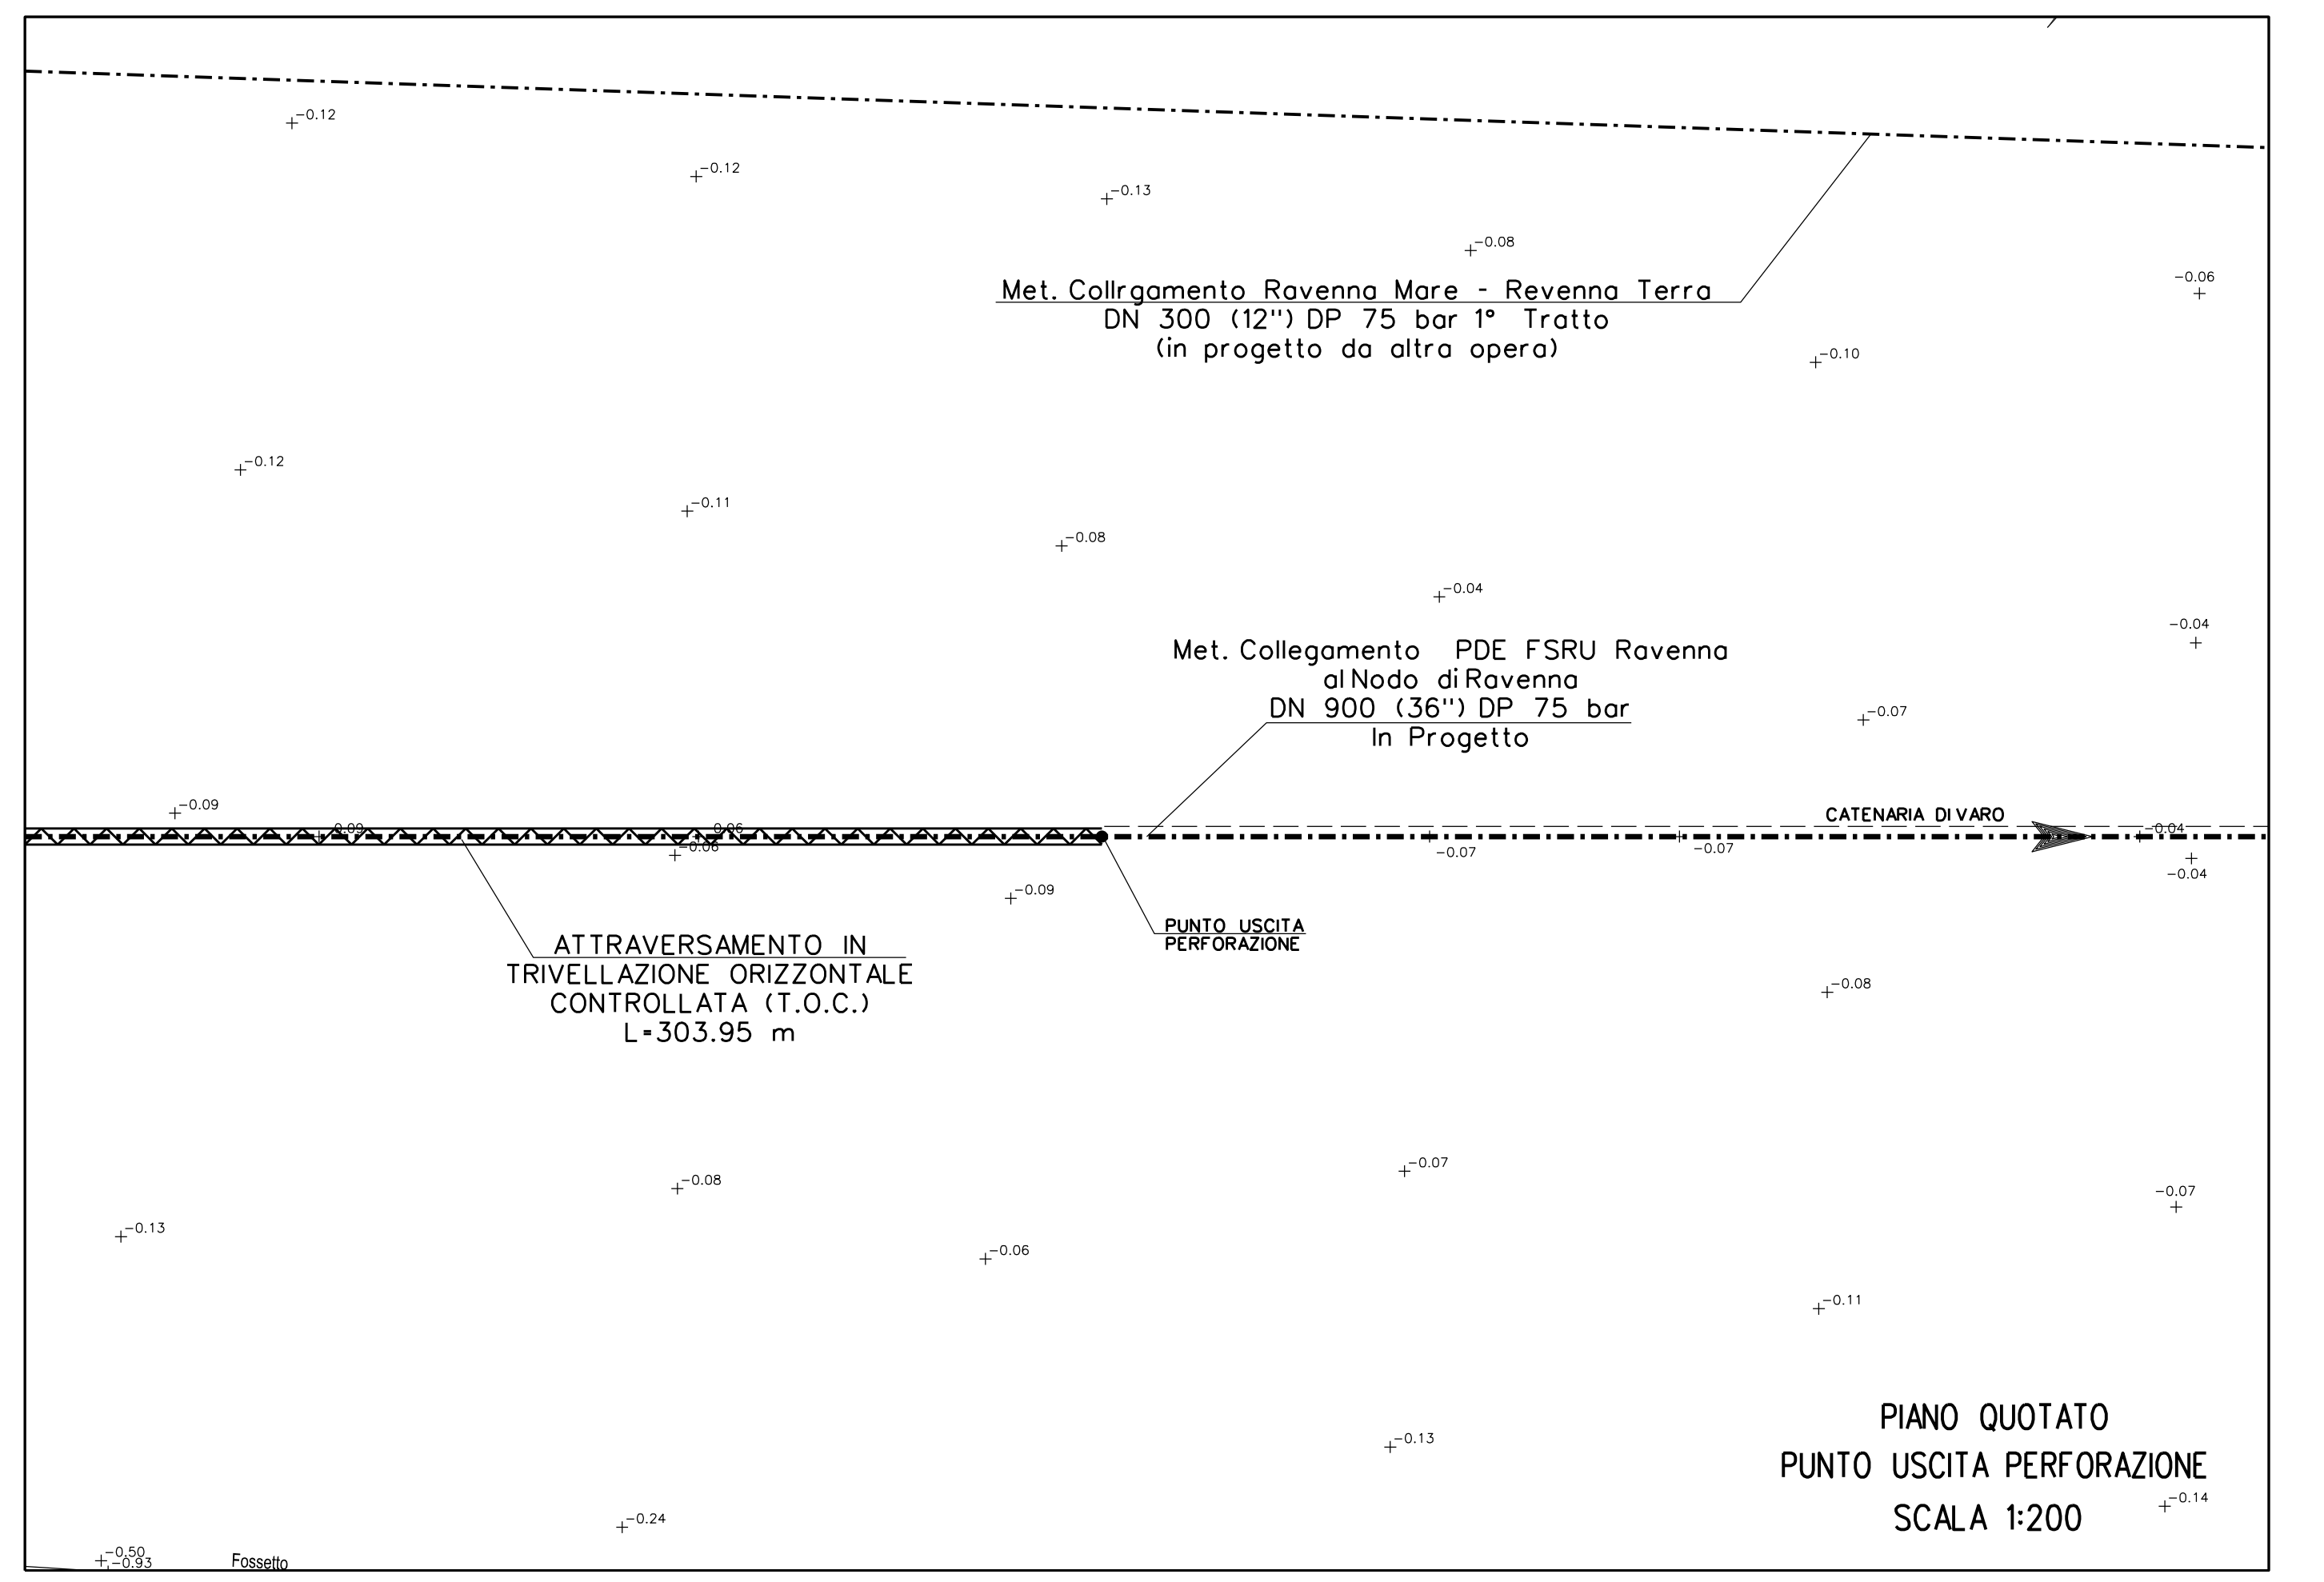 -0.12
-0.12
-0.13
-0.08
-0.06
Met. Collrgamento Ravenna Mare - Revenna Terra
DN 300 (12") DP 75 bar 1° Tratto
(in progetto da altra opera)
-0.10
-0.12
-0.11
-0.08
-0.04
-0.04
Met. Collegamento PDE FSRU Ravenna
al Nodo di Ravenna
DN 900 (36") DP 75 bar
In Progetto
-0.07
-0.09
CATENARIA DI VARO
-0.09
-0.06
-0.04
-0.06
-0.07
-0.07
-0.04
-0.09
PUNTO USCITA
PERFORAZIONE
ATTRAVERSAMENTO IN
TRIVELLAZIONE ORIZZONTALE
CONTROLLATA (T.O.C.)
L=303.95 m
-0.08
-0.07
-0.08
-0.07
-0.13
-0.06
-0.11
PIANO QUOTATO
PUNTO USCITA PERFORAZIONE
SCALA 1:200
-0.13
-0.14
-0.24
-0.50
-0.93
Fossetto